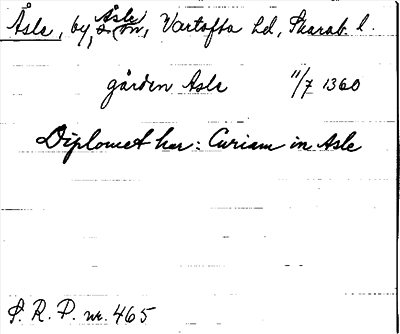 Åsle, by, Åsle sn, Vartofta hd, Skarab. l.
gården Asle 11/7 1360
Diplomet har: Curiam in Asle
S. R. P. nr. 465